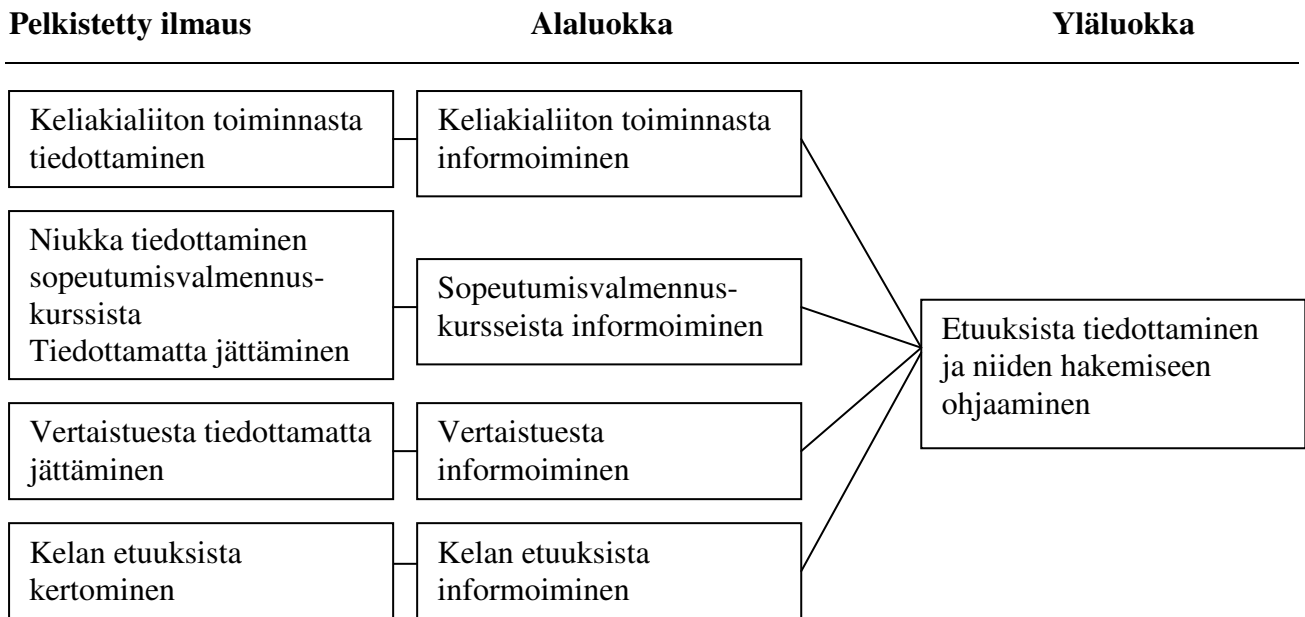 Pelkistetty ilmaus Alaluokka Yläluokka
Keliakialiiton toiminnasta
tiedottaminen
Keliakialiiton toiminnasta
informoiminen
Niukka tiedottaminen
sopeutumisvalmennus-
kurssista
Tiedottamatta jättäminen
Sopeutumisvalmennus-
kursseista informoiminen
Vertaistuesta tiedottamatta
jättäminen
Vertaistuesta
informoiminen
Kelan etuuksista
kertominen
Kelan etuuksista
informoiminen
Etuuksista tiedottaminen
ja niiden hakemiseen
ohjaaminen